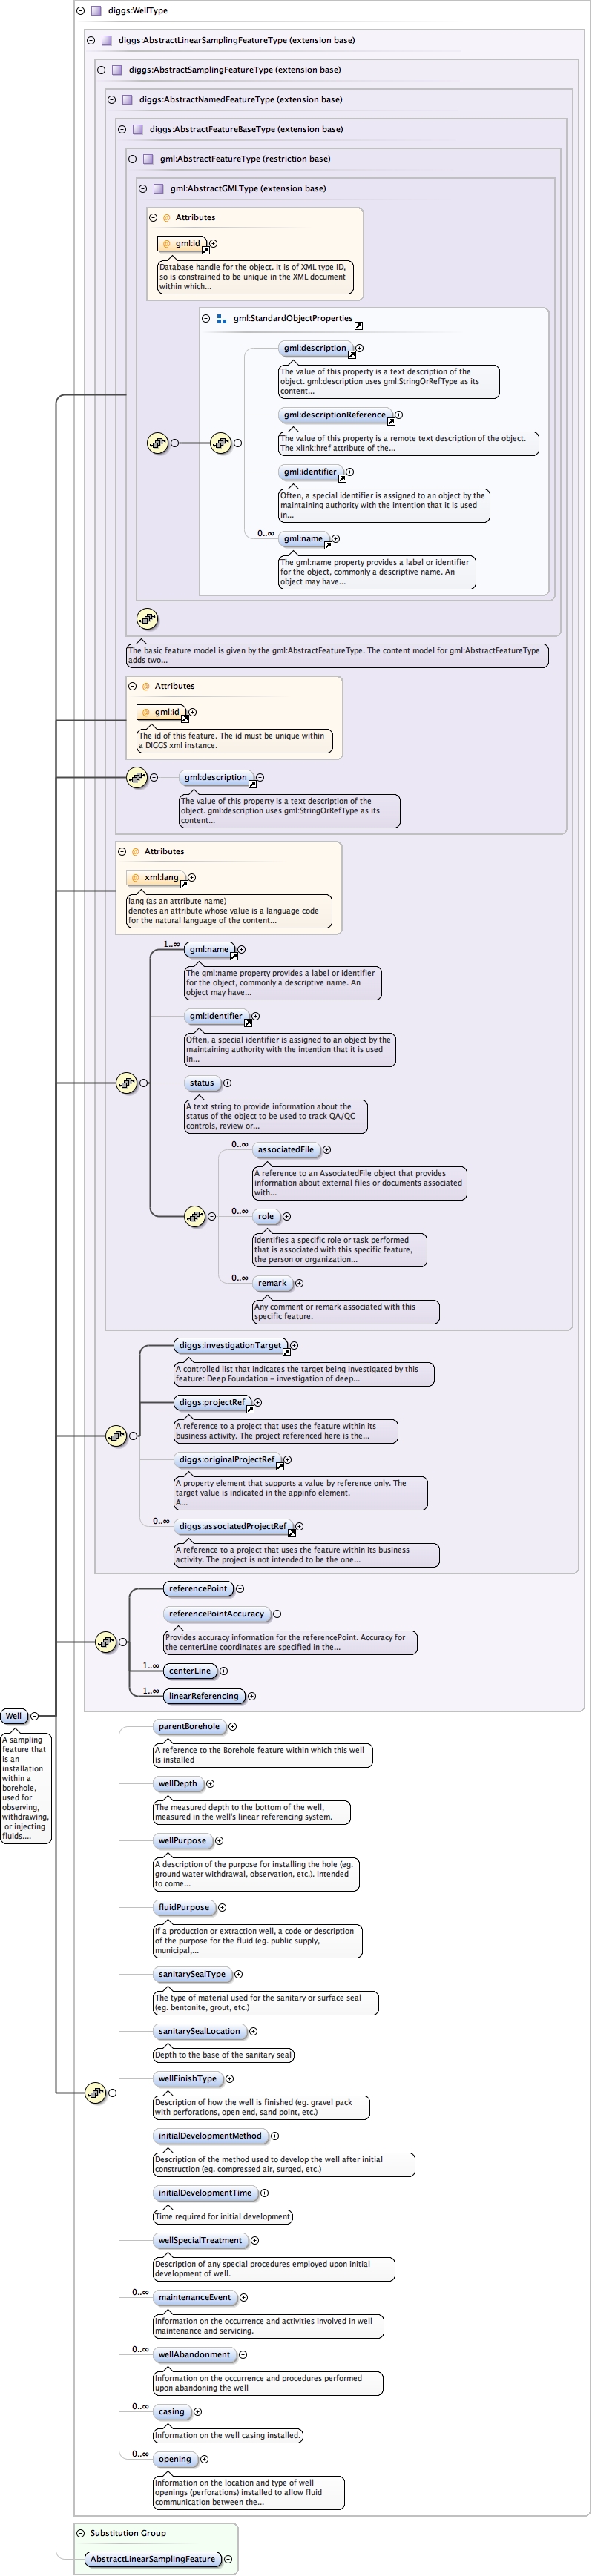 diggs:WellType
diggs:AbstractLinearSamplingFeatureType (extension base)
diggs:AbstractSamplingFeatureType (extension base)
diggs:AbstractNamedFeatureType (extension base)
diggs:AbstractFeatureBaseType (extension base)
gml:AbstractFeatureType (restriction base)
gml:AbstractGMLType (extension base)
@ Attributes
@ gml:id
Database handle for the object. It is of XML type ID,
so is constrained to be unique in the XML document
within which...
gml:StandardObjectProperties
gml:description
The value of this property is a text description of the
object. gml:description uses gml:StringOrRefType as its
content...
gml:descriptionReference
The value of this property is a remote text description of the object.
The xlink:href attribute of the...
gml:identifier
Often, a special identifier is assigned to an object by the
maintaining authority with the intention that it is used
in...
0..∞
gml:name
The gml:name property provides a label or identifier
for the object, commonly a descriptive name. An
object may have...
The basic feature model is given by the gml:AbstractFeatureType. The content model for gml:AbstractFeatureType
adds two...
@ Attributes
@ gml:id
The id of this feature. The id must be unique within
a DIGGS xml instance.
gml:description
The value of this property is a text description of the
object. gml:description uses gml:StringOrRefType as its
content...
@ Attributes
@ xml:lang
lang (as an attribute name)
denotes an attribute whose value is a language code
for the natural language of the content...
1..∞
gml:name
The gml:name property provides a label or identifier
for the object, commonly a descriptive name. An
object may have...
gml:identifier
Often, a special identifier is assigned to an object by the
maintaining authority with the intention that it is used
in...
status
A text string to provide information about the
status of the object to be used to track QA/QC
controls, review or...
0..∞
associatedFile
A reference to an AssociatedFile object that provides
information about external files or documents associated
with...
0..∞
role
Identifies a specific role or task performed
that is associated with this specific feature,
the person or organization...
0..∞
remark
Any comment or remark associated with this
specific feature.
diggs:investigationTarget
A controlled list that indicates the target being investigated by this
feature: Deep Foundation – investigation of deep...
diggs:projectRef
A reference to a project that uses the feature within its
business activity. The project referenced here is the...
diggs:originalProjectRef
A property element that supports a value by reference only. The
target value is indicated in the appinfo element.
A...
0..∞
diggs:associatedProjectRef
A reference to a project that uses the feature within its business
activity. The project is not intended to be the one...
referencePoint
referencePointAccuracy
Provides accuracy information for the referencePoint. Accuracy for
the centerLine coordinates are specified in the...
1..∞
centerLine
1..∞
linearReferencing
Well
A sampling
feature that
is an
installation
within a
borehole,
used for
observing,
withdrawing,
or injecting
fluids....
parentBorehole
A reference to the Borehole feature within which this well
is installed
wellDepth
The measured depth to the bottom of the well,
measured in the well's linear referencing system.
wellPurpose
A description of the purpose for installing the hole (eg.
ground water withdrawal, observation, etc.). Intended
to come...
fluidPurpose
If a production or extraction well, a code or description
of the purpose for the fluid (eg. public supply,
municipal,...
sanitarySealType
The type of material used for the sanitary or surface seal
(eg. bentonite, grout, etc.)
sanitarySealLocation
Depth to the base of the sanitary seal
wellFinishType
Description of how the well is finished (eg. gravel pack
with perforations, open end, sand point, etc.)
initialDevelopmentMethod
Description of the method used to develop the well after initial
construction (eg. compressed air, surged, etc.)
initialDevelopmentTime
Time required for initial development
wellSpecialTreatment
Description of any special procedures employed upon initial
development of well.
0..∞
maintenanceEvent
Information on the occurrence and activities involved in well
maintenance and servicing.
0..∞
wellAbandonment
Information on the occurrence and procedures performed
upon abandoning the well
0..∞
casing
Information on the well casing installed.
0..∞
opening
Information on the location and type of well
openings (perforations) installed to allow fluid
communication between the...
Substitution Group
AbstractLinearSamplingFeature